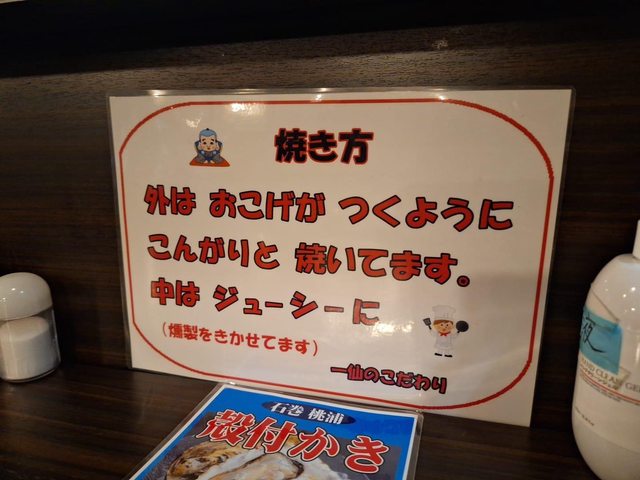 焼き方
外は おこげが つくように
こんがりと 焼いてます。
中は ジューシーに
(燻製をきかせてます)
一仙のこだわり
石巻 桃浦
殻付かき
液